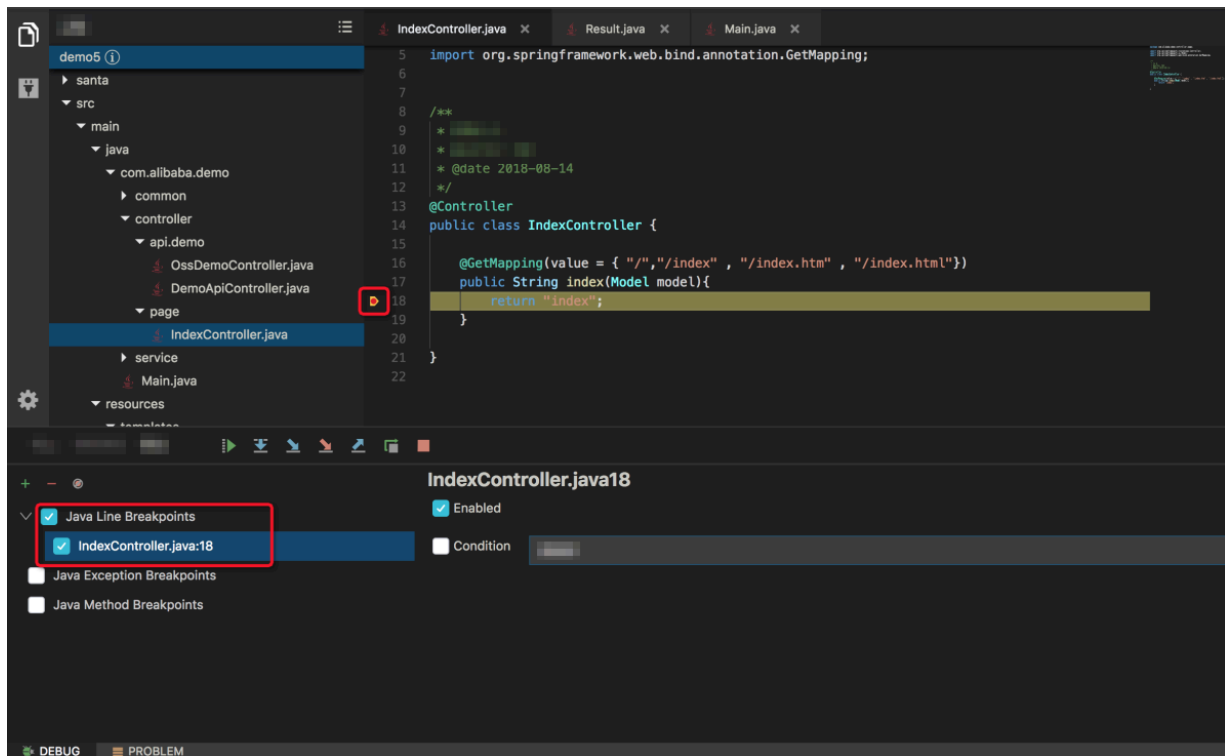 IndexController.java
Result.java
Main.java
demo5
santa
src
main
java
com.alibaba.demo
common
controller
api.demo
OssDemoController.java
DemoApiController.java
page
IndexController.java
service
Main.java
resources
templates
5 import org.springframework.web.bind.annotation.GetMapping;
6
7
8 /**
9 *
10 *
11 * @date 2018-08-14
12 */
13 @Controller
14 public class IndexController {
15
16 @GetMapping(value = { "/","/index" , "/index.htm" , "/index.html"})
17 public String index(Model model){
18 return "index";
19 }
20
21 }
22
Java Line Breakpoints
IndexController.java:18
Java Exception Breakpoints
Java Method Breakpoints
IndexController.java18
Enabled
Condition
DEBUG
PROBLEM